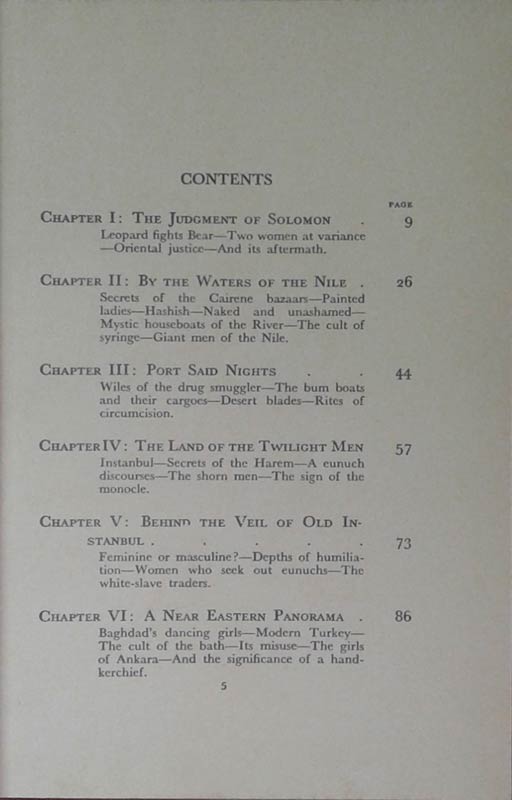 CONTENTS
PAGE
CHAPTER I: THE JUDGMENT OF SOLOMON . 9
Leopard fights Bear—Two women at variance
—Oriental justice—And its aftermath.
CHAPTER II: BY THE WATERS OF THE NILE . 26
Secrets of the Cairene bazaars—Painted
ladies—Hashish—Naked and unashamed—
Mystic houseboats of the River—The cult of
syringe—Giant men of the Nile.
CHAPTER III: PORT SAID NIGHTS . . 44
Wiles of the drug smuggler—The bum boats
and their cargoes—Desert blades—Rites of
circumcision.
CHAPTER IV: THE LAND OF THE TWILIGHT MEN 57
Instanbul—Secrets of the Harem—A eunuch
discourses—The shorn men—The sign of the
monocle.
CHAPTER V: BEHIND THE VEIL OF OLD IN-
STANBUL . . . . . 73
Feminine or masculine?—Depths of humilia-
tion—Women who seek out eunuchs—The
white-slave traders.
CHAPTER VI: A NEAR EASTERN PANORAMA . 86
Baghdad's dancing girls—Modern Turkey—
The cult of the bath—Its misuse—The girls
of Ankara—And the significance of a hand-
kerchief.
5